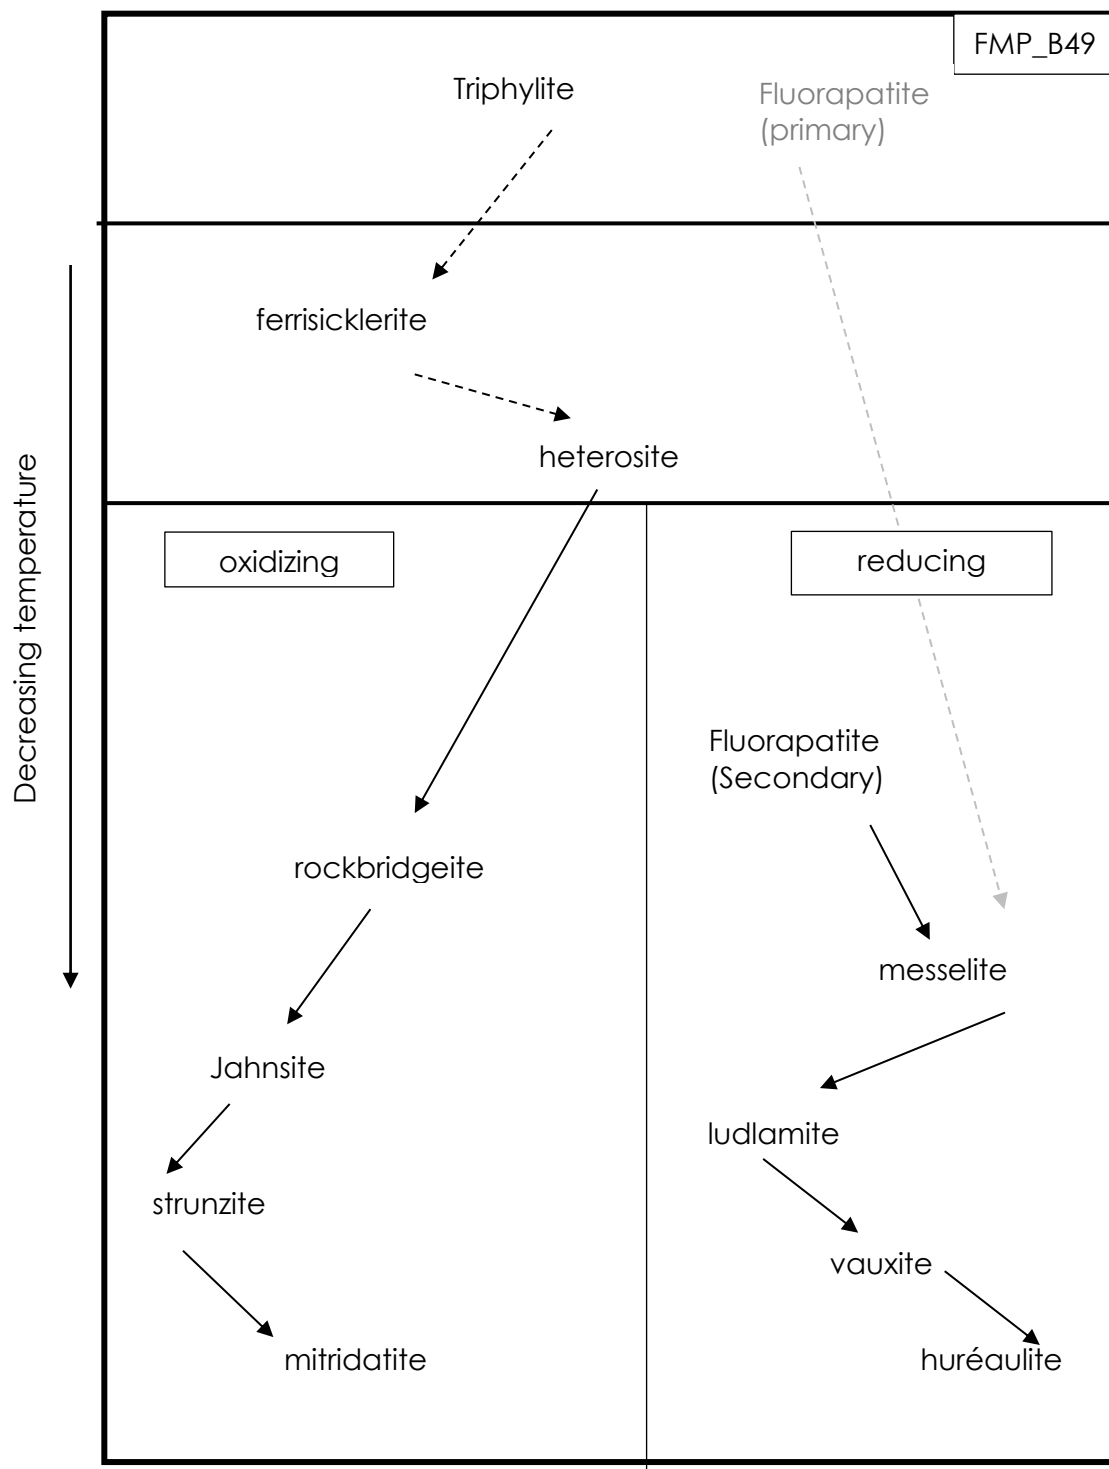 FMP_B49
Triphylite
Fluorapatite
(primary)
ferrisicklerite
heterosite
Decreasing temperature
oxidizing
reducing
Fluorapatite
(Secondary)
rockbridgeite
messelite
Jahnsite
ludlamite
strunzite
vauxite
mitridatite
huréaulite